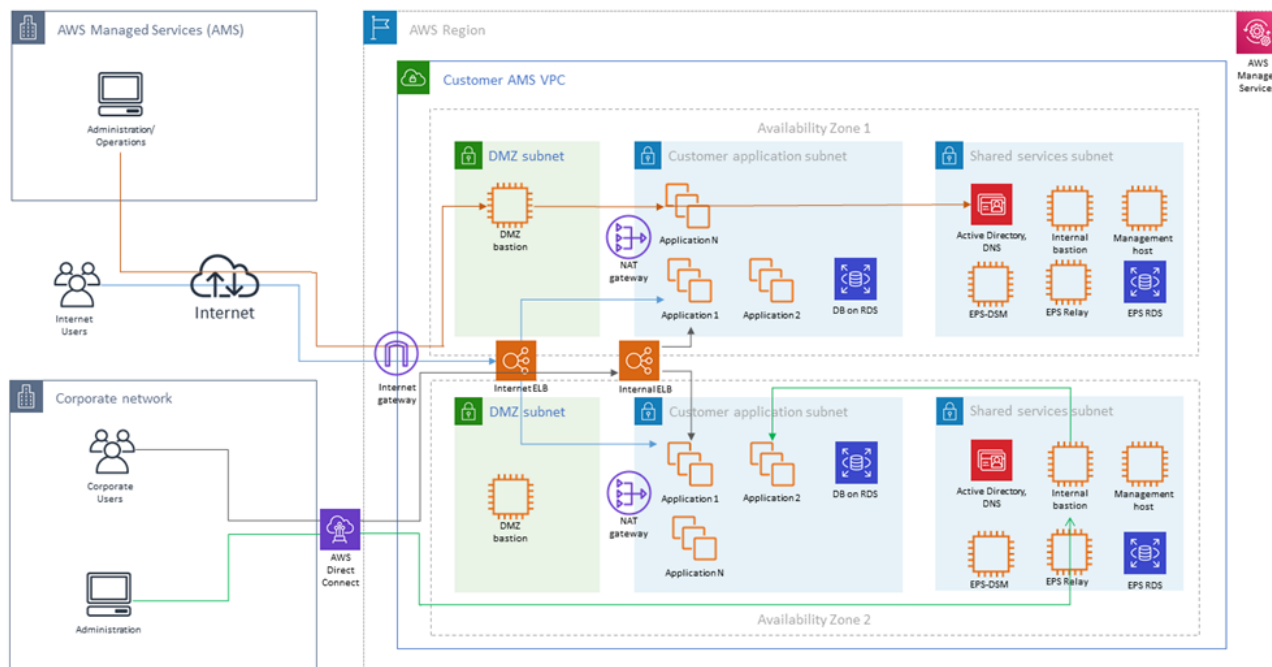 AWS Managed Services (AMS)
Administration/
Operations
Internet
Users
Internet
Corporate network
Corporate
Users
Administration
AWS
Direct
Connect
Internet
gateway
AWS Region
AWS
Manage
Service
Customer AMS VPC
Availability Zone 1
DMZ subnet
DMZ
bastion
Customer application subnet
Application N
NAT
gateway
Application 1
Application 2
DB on RDS
Shared services subnet
Active Directory,
DNS
Internal
bastion
Management
host
EPS-DSM
EPS Relay
EPS RDS
Internet ELB
Internal ELB
DMZ subnet
DMZ
bastion
Customer application subnet
Application 1
Application 2
DB on RDS
NAT
gateway
Application N
Shared services subnet
Active Directory,
DNS
Internal
bastion
Management
host
EPS-DSM
EPS Relay
EPS RDS
Availability Zone 2